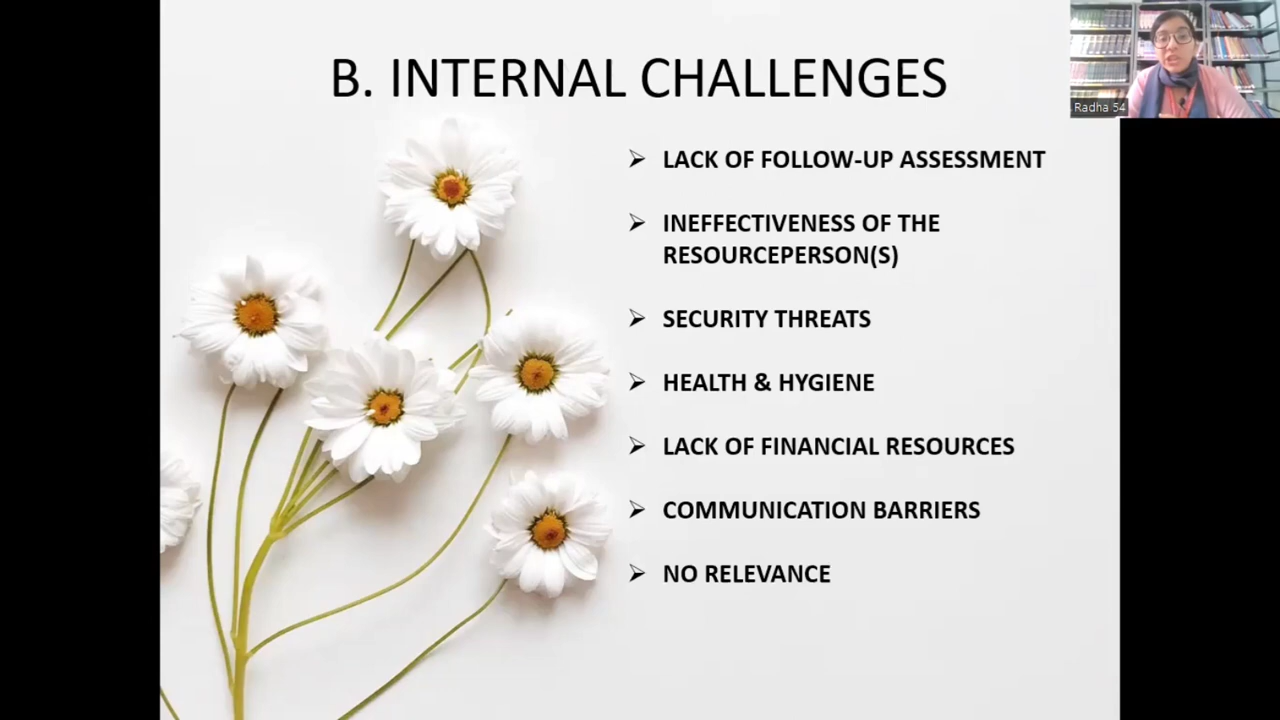 B. INTERNAL CHALLENGES
Radha 54
LACK OF FOLLOW-UP ASSESSMENT
INEFFECTIVENESS OF THE
RESOURCEPERSON(S)
SECURITY THREATS
HEALTH & HYGIENE
LACK OF FINANCIAL RESOURCES
COMMUNICATION BARRIERS
NO RELEVANCE